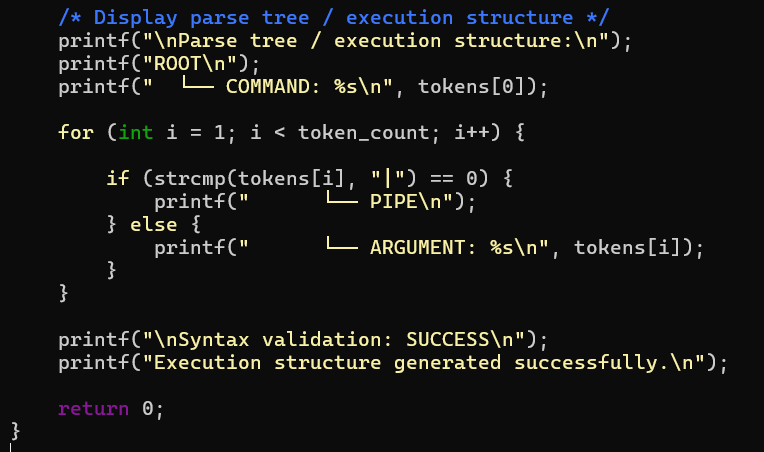 /* Display parse tree / execution structure */
    printf("\nParse tree / execution structure:\n");
    printf("ROOT\n");
    printf("  └── COMMAND: %s\n", tokens[0]);

    for (int i = 1; i < token_count; i++) {

        if (strcmp(tokens[i], "|") == 0) {
            printf("      └── PIPE\n");
        } else {
            printf("      └── ARGUMENT: %s\n", tokens[i]);
        }
    }

    printf("\nSyntax validation: SUCCESS\n");
    printf("Execution structure generated successfully.\n");

    return 0;
}